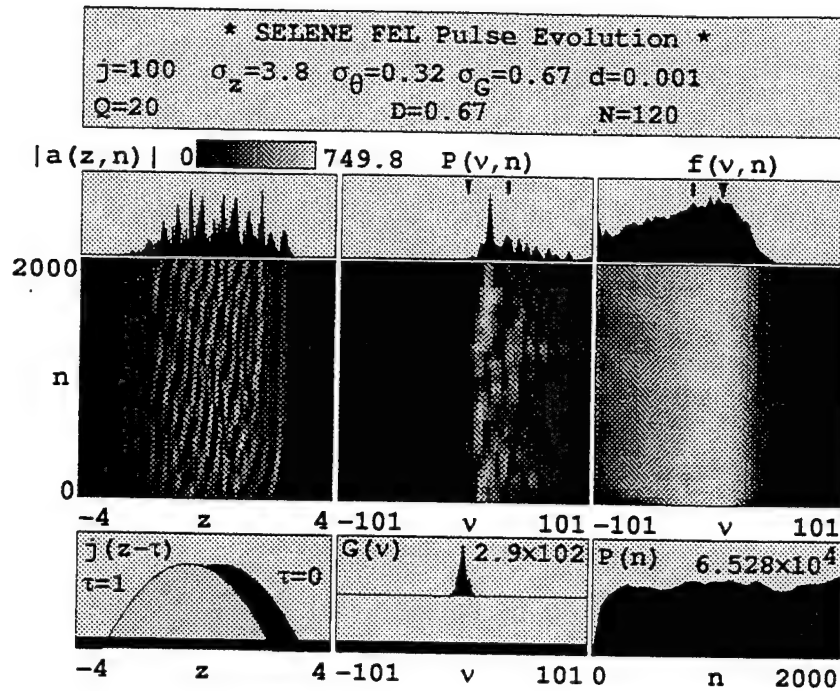 * SELENE FEL Pulse Evolution *
j=100 σz=3.8 σθ=0.32 σG=0.67 d=0.001
Q=20 D=0.67 N=120
|a(z,n)| 0 749.8 P(ν,n) f(ν,n)
2000
n
0
-4 z 4 -101 ν 101 -101 ν 101
j(z-τ) G(ν) 2.9x102 P(n) 6.528x10⁴
τ=1 τ=0
-4 z 4 -101 ν 101 0 n 2000